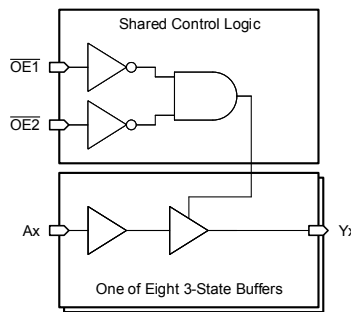 Shared Control Logic
OE1
OE2
Ax
Yx
One of Eight 3-State Buffers